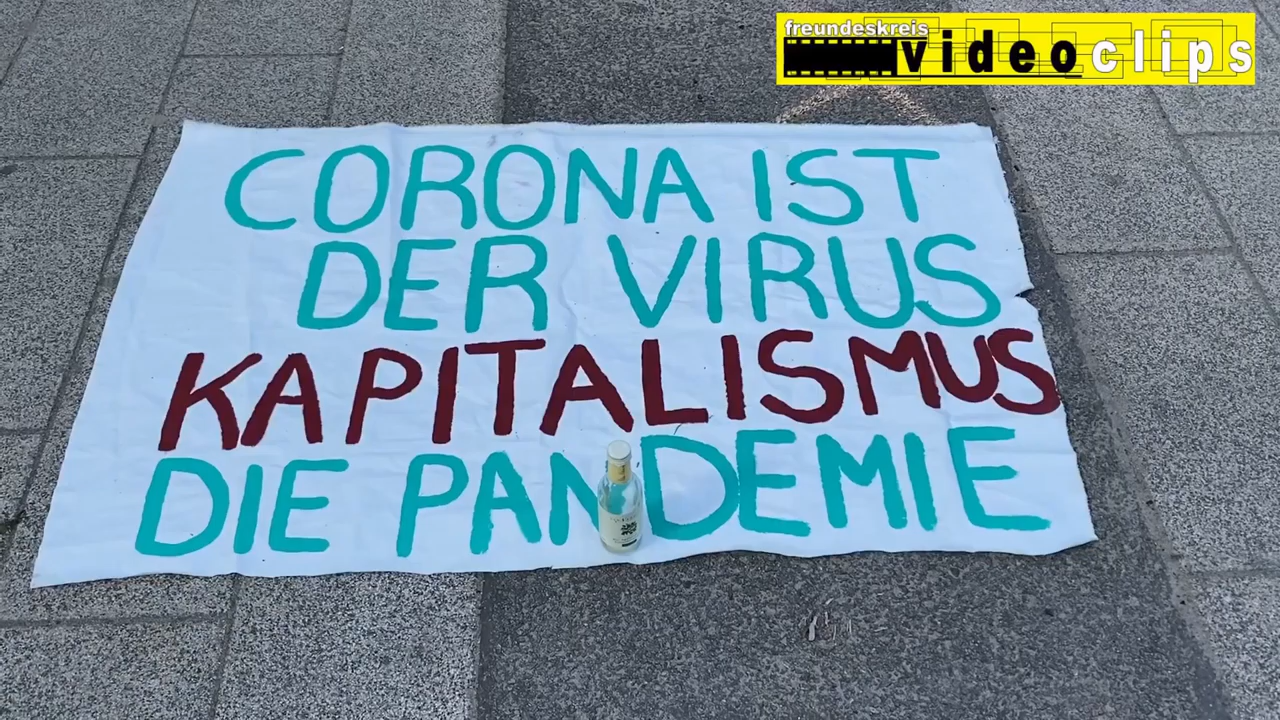 freundeskreis
videoclips
CORONA IST
DER VIRUS
KAPITALISMUS
DIE PANDEMIE